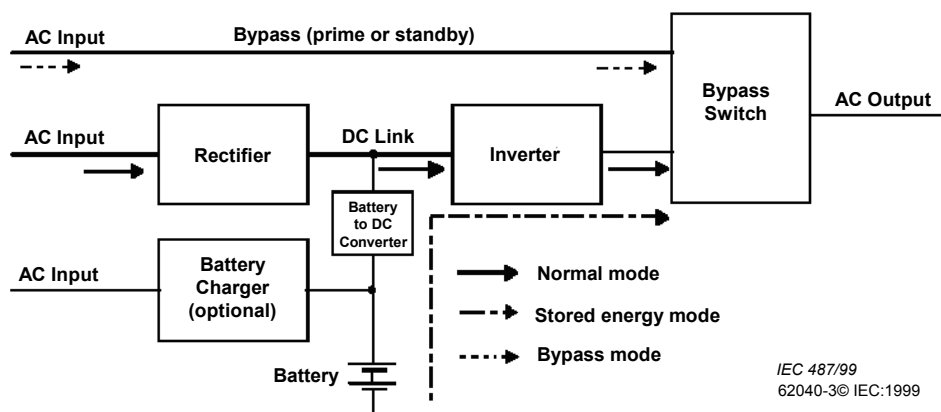 AC Input
Bypass (prime or standby)
Bypass
Switch
AC Output
AC Input
Rectifier
DC Link
Inverter
Battery
to DC
Converter
AC Input
Battery
Charger
(optional)
Normal mode
Stored energy mode
Bypass mode
Battery
IEC 487/99
62040-3© IEC:1999